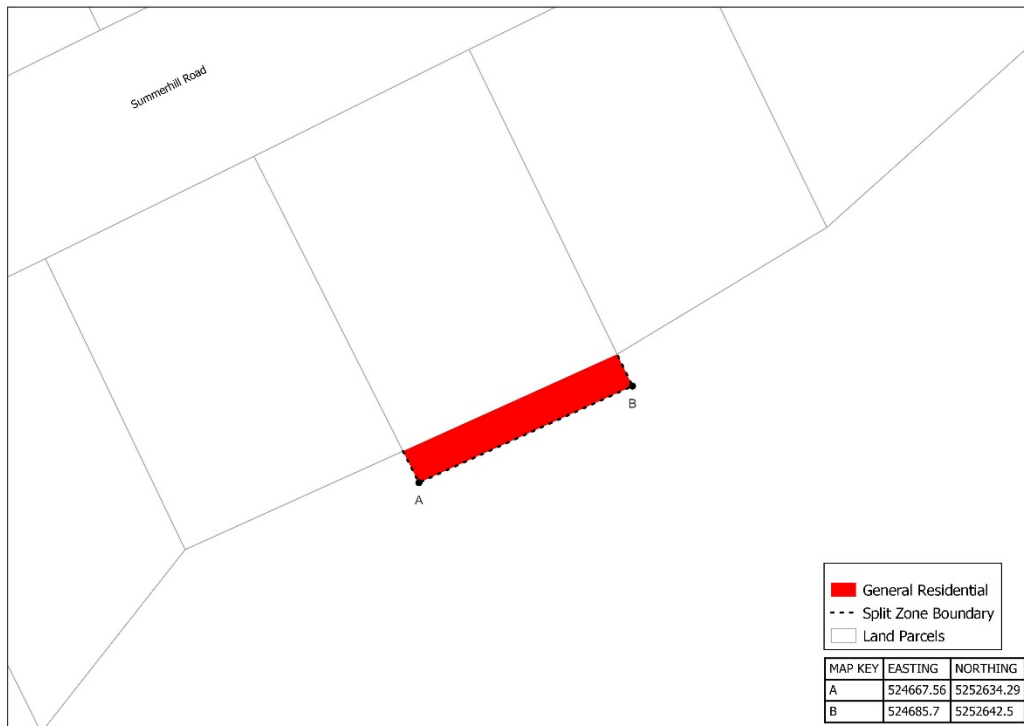 Summerhill Road
B
A
General Residential
Split Zone Boundary
Land Parcels
MAP KEY EASTING NORTHING
A 524667.56 5252634.29
B 524685.7 5252642.5